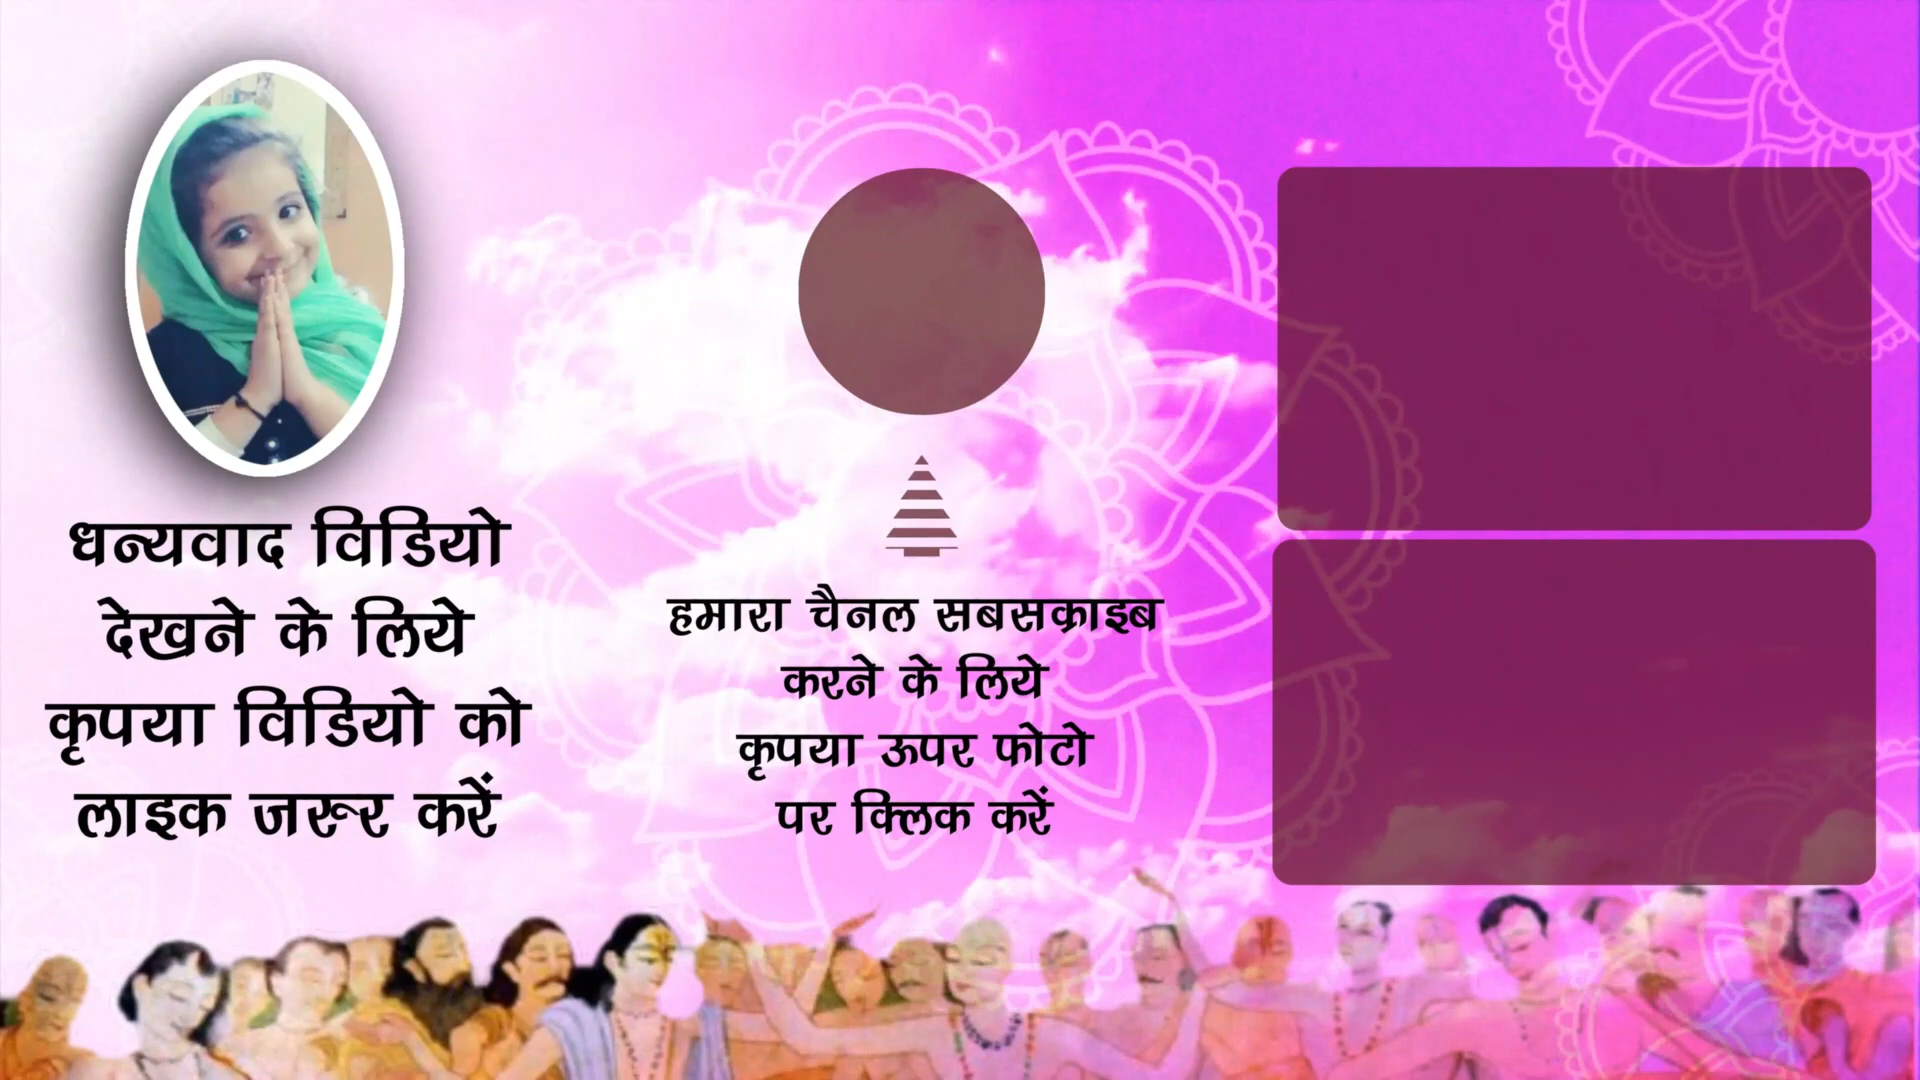 धन्यवाद विडियो
देखने के लिये
कृपया विडियो को
लाइक जरूर करें
हमारा चैनल सबसक्राइब
करने के लिये
कृपया ऊपर फोटो
पर क्लिक करें